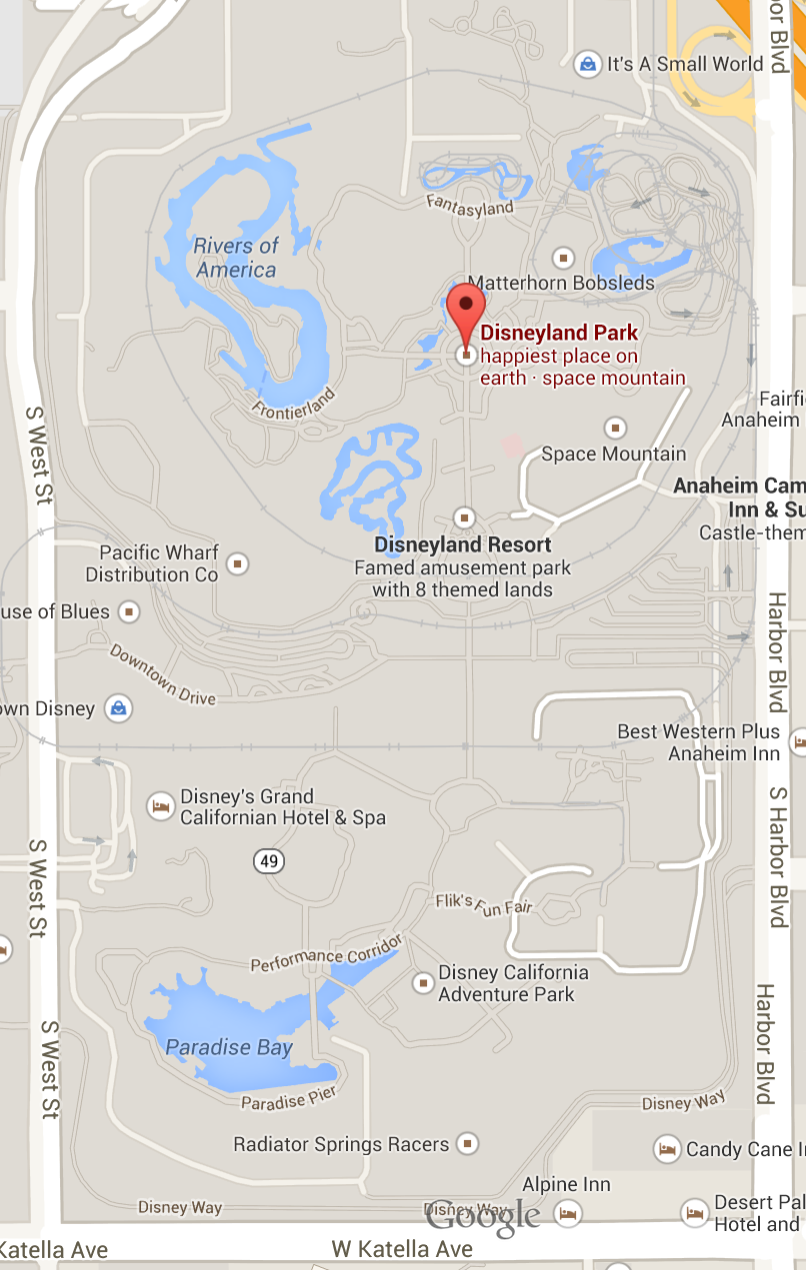 bor Blvd
It's A Small World
Fantasyland
Rivers of
America
Matterhorn Bobsleds
Disneyland Park
happiest place on
earth · space mountain
Frontierland
Fairfi
Anaheim
S West St
Space Mountain
Anaheim Cam
Inn & Su
Castle-them
Disneyland Resort
Famed amusement park
with 8 themed lands
Pacific Wharf
Distribution Co
use of Blues
Harbor Blvd
Downtown Drive
own Disney
Best Western Plus
Anaheim Inn
Disney's Grand
Californian Hotel & Spa
S Harbor Blvd
49
S West St
Flik's Fun Fair
Performance Corridor
Disney California
Adventure Park
Harbor Blvd
Paradise Bay
S West St
Paradise Pier
Disney Way
Radiator Springs Racers
Candy Cane I
Alpine Inn
Disney Way
Disney Way
Google
Desert Pal
Hotel and
Katella Ave
W Katella Ave